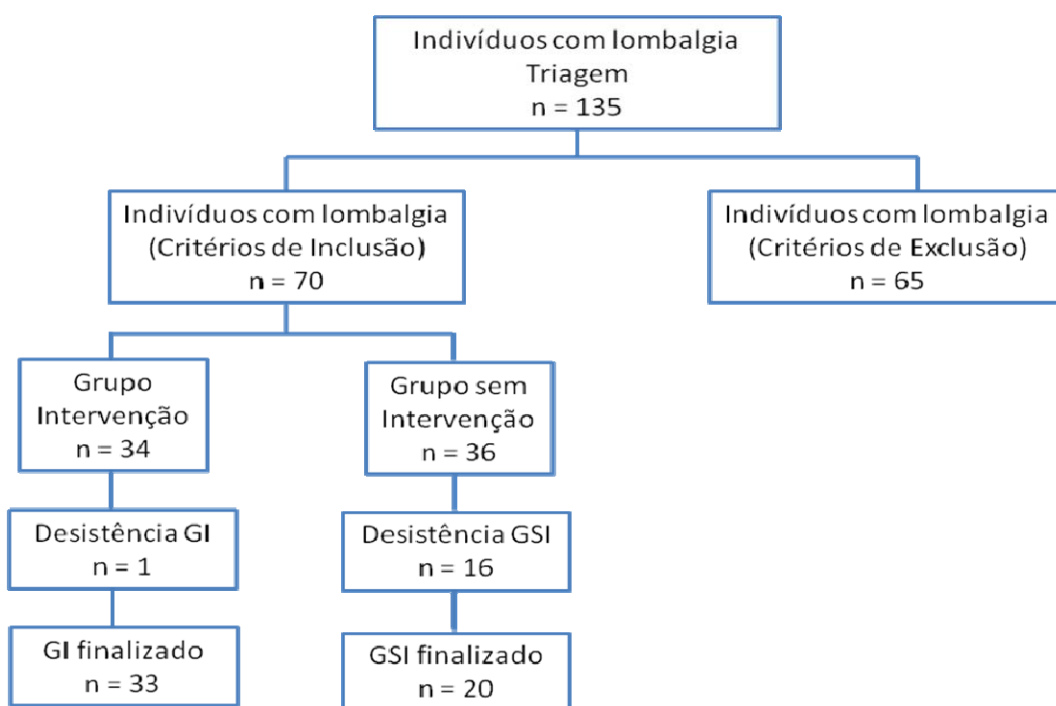 Indivíduos com lombalgia
Triagem
n = 135
Indivíduos com lombalgia
(Critérios de Inclusão)
n = 70
Indivíduos com lombalgia
(Critérios de Exclusão)
n = 65
Grupo
Intervenção
n = 34
Grupo sem
Intervenção
n = 36
Desistência GI
n = 1
Desistência GSI
n = 16
GI finalizado
n = 33
GSI finalizado
n = 20